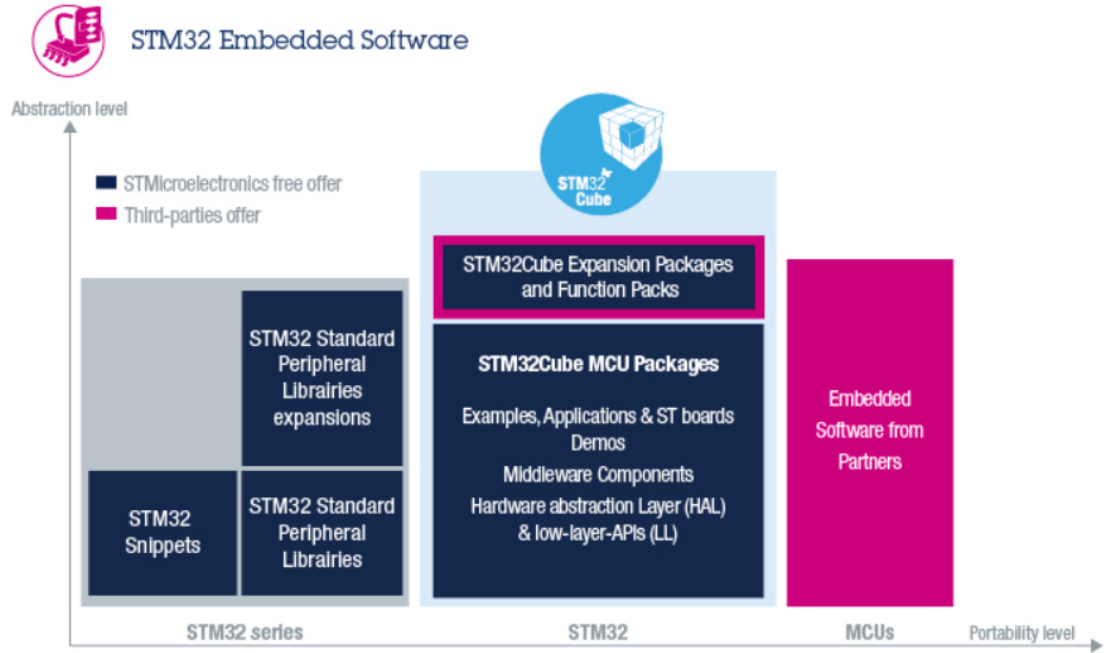 STM32 Embedded Software
Abstraction level
STMicroelectronics free offer
Third-parties offer
STM32
Cube
STM32Cube Expansion Packages
and Function Packs
STM32 Standard
Peripheral
Librairies
expansions
STM32
Snippets
STM32 Standard
Peripheral
Librairies
STM32Cube MCU Packages
Examples, Applications & ST boards
Demos
Middleware Components
Hardware abstraction Layer (HAL)
& low-layer-APIs (LL)
Embedded
Software from
Partners
STM32 series
STM32
MCUs
Portability level